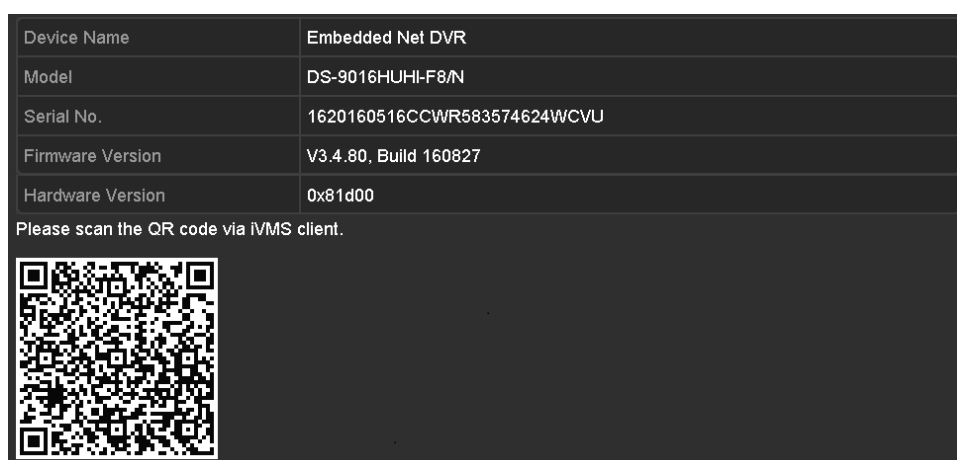 Device Name Embedded Net DVR
Model DS-9016HUHI-F8/N
Serial No. 1620160516CCWR583574624WCVU
Firmware Version V3.4.80, Build 160827
Hardware Version 0x81d00
Please scan the QR code via iVMS client.